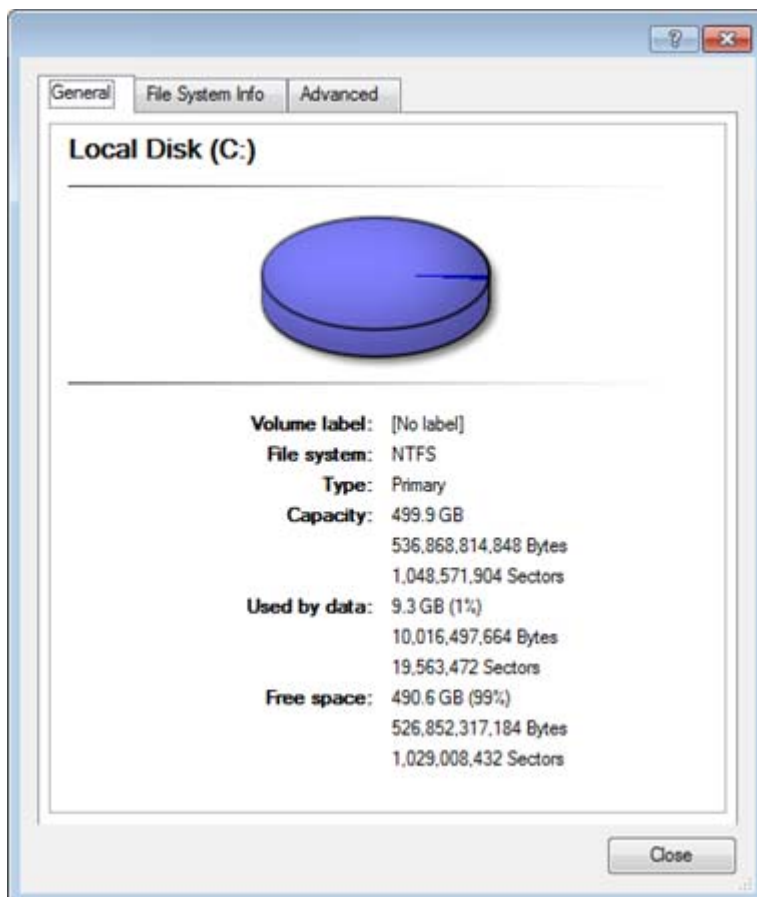 General File System Info Advanced
Local Disk (C:)
Volume label: [No label]
File system: NTFS
Type: Primary
Capacity: 499.9 GB
536,868,814,848 Bytes
1,048,571,904 Sectors
Used by data: 9.3 GB (1%)
10,016,497,664 Bytes
19,563,472 Sectors
Free space: 490.6 GB (99%)
526,852,317,184 Bytes
1,029,008,432 Sectors
Close